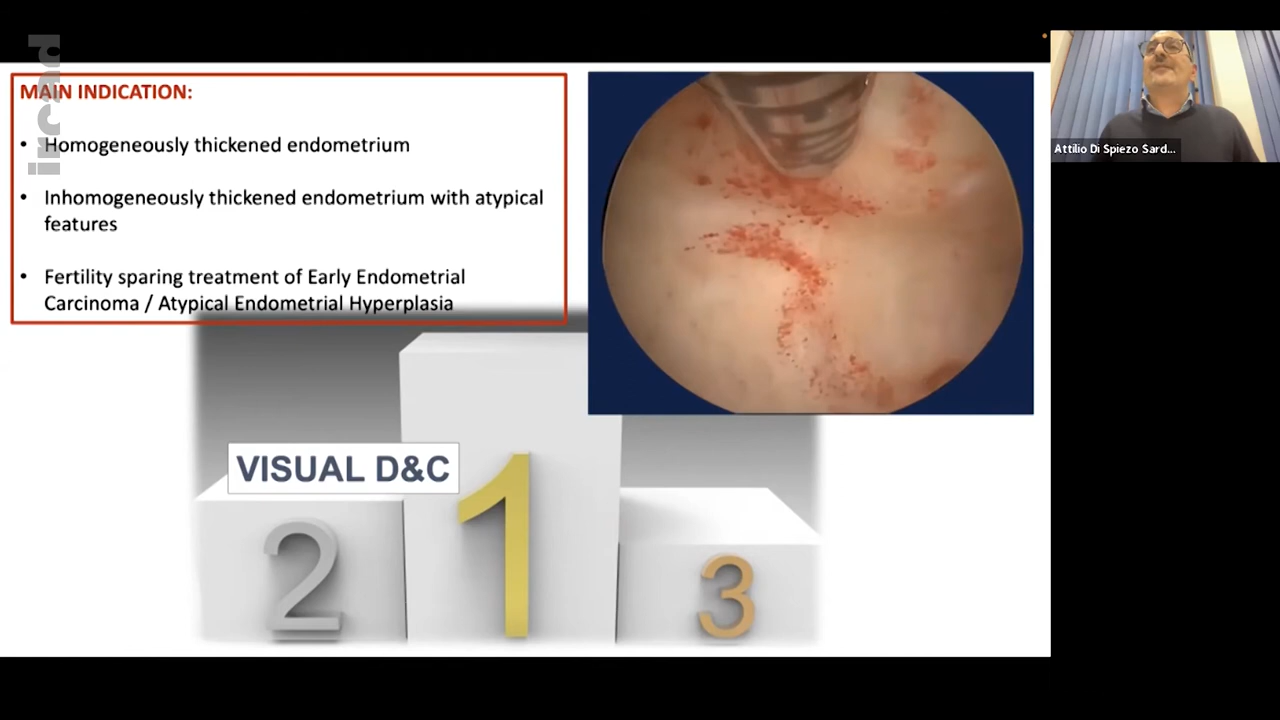 ircad
MAIN INDICATION:
• Homogeneously thickened endometrium
• Inhomogeneously thickened endometrium with atypical
features
• Fertility sparing treatment of Early Endometrial
Carcinoma / Atypical Endometrial Hyperplasia
Attilio Di Spiezo Sard...
VISUAL D&C
2
1
3